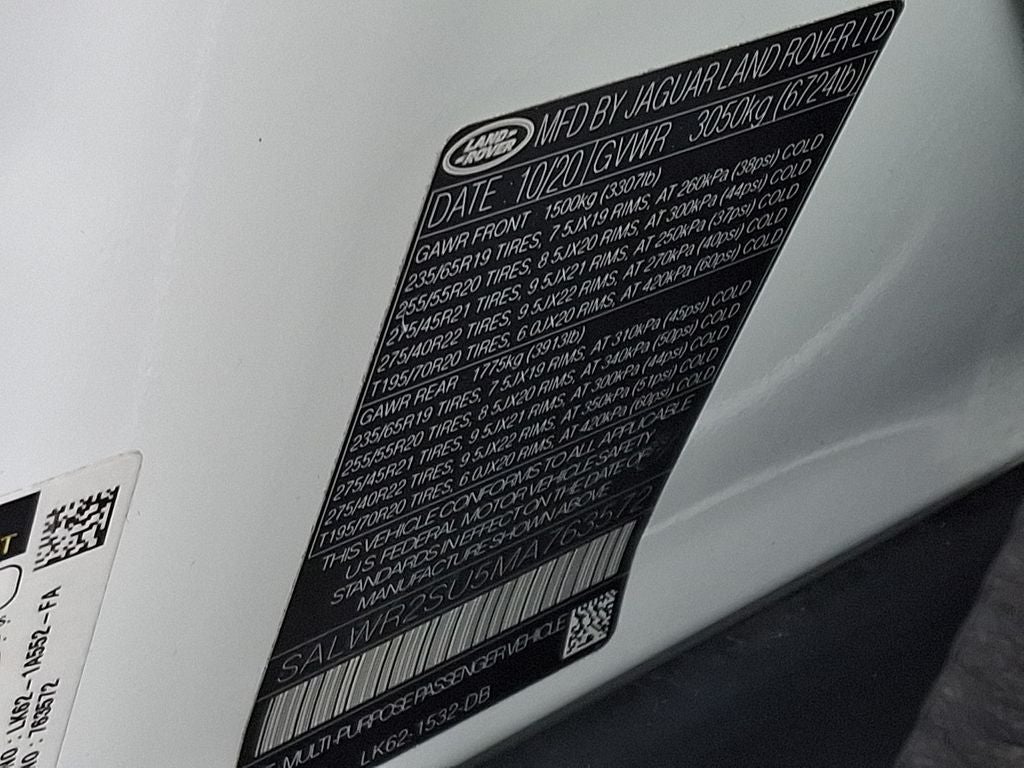 LAND ROVER
MFD BY JAGUAR LAND ROVER LTD
DATE 10/20 GVWR 3050kg (6724lb)
GAWR FRONT 1500kg (3307lb)
235/65R19 TIRES, 7.5JX19 RIMS, AT 260kPa (38psi) COLD
255/55R20 TIRES, 8.5JX20 RIMS, AT 300kPa (44psi) COLD
275/45R21 TIRES, 9.5JX21 RIMS, AT 250kPa (37psi) COLD
275/40R22 TIRES, 9.5JX22 RIMS, AT 270kPa (40psi) COLD
T195/70R20 TIRES, 6.0JX20 RIMS, AT 420kPa (60psi) COLD
GAWR REAR 1775kg (3913lb)
235/65R19 TIRES, 7.5JX19 RIMS, AT 310kPa (45psi) COLD
255/55R20 TIRES, 8.5JX20 RIMS, AT 340kPa (50psi) COLD
275/45R21 TIRES, 9.5JX21 RIMS, AT 300kPa (44psi) COLD
275/40R22 TIRES, 9.5JX22 RIMS, AT 350kPa (51psi) COLD
T195/70R20 TIRES, 6.0JX20 RIMS, AT 420kPa (60psi) COLD
THIS VEHICLE CONFORMS TO ALL APPLICABLE
U.S. FEDERAL MOTOR VEHICLE SAFETY
STANDARDS IN EFFECT ON THE DATE OF
MANUFACTURE SHOWN ABOVE
SALWR2SU5MA763572
MULTI-PURPOSE PASSENGER VEHICLE
LK62-1532-DB
T
NO : LK62-1A552-FA
NO : 763572